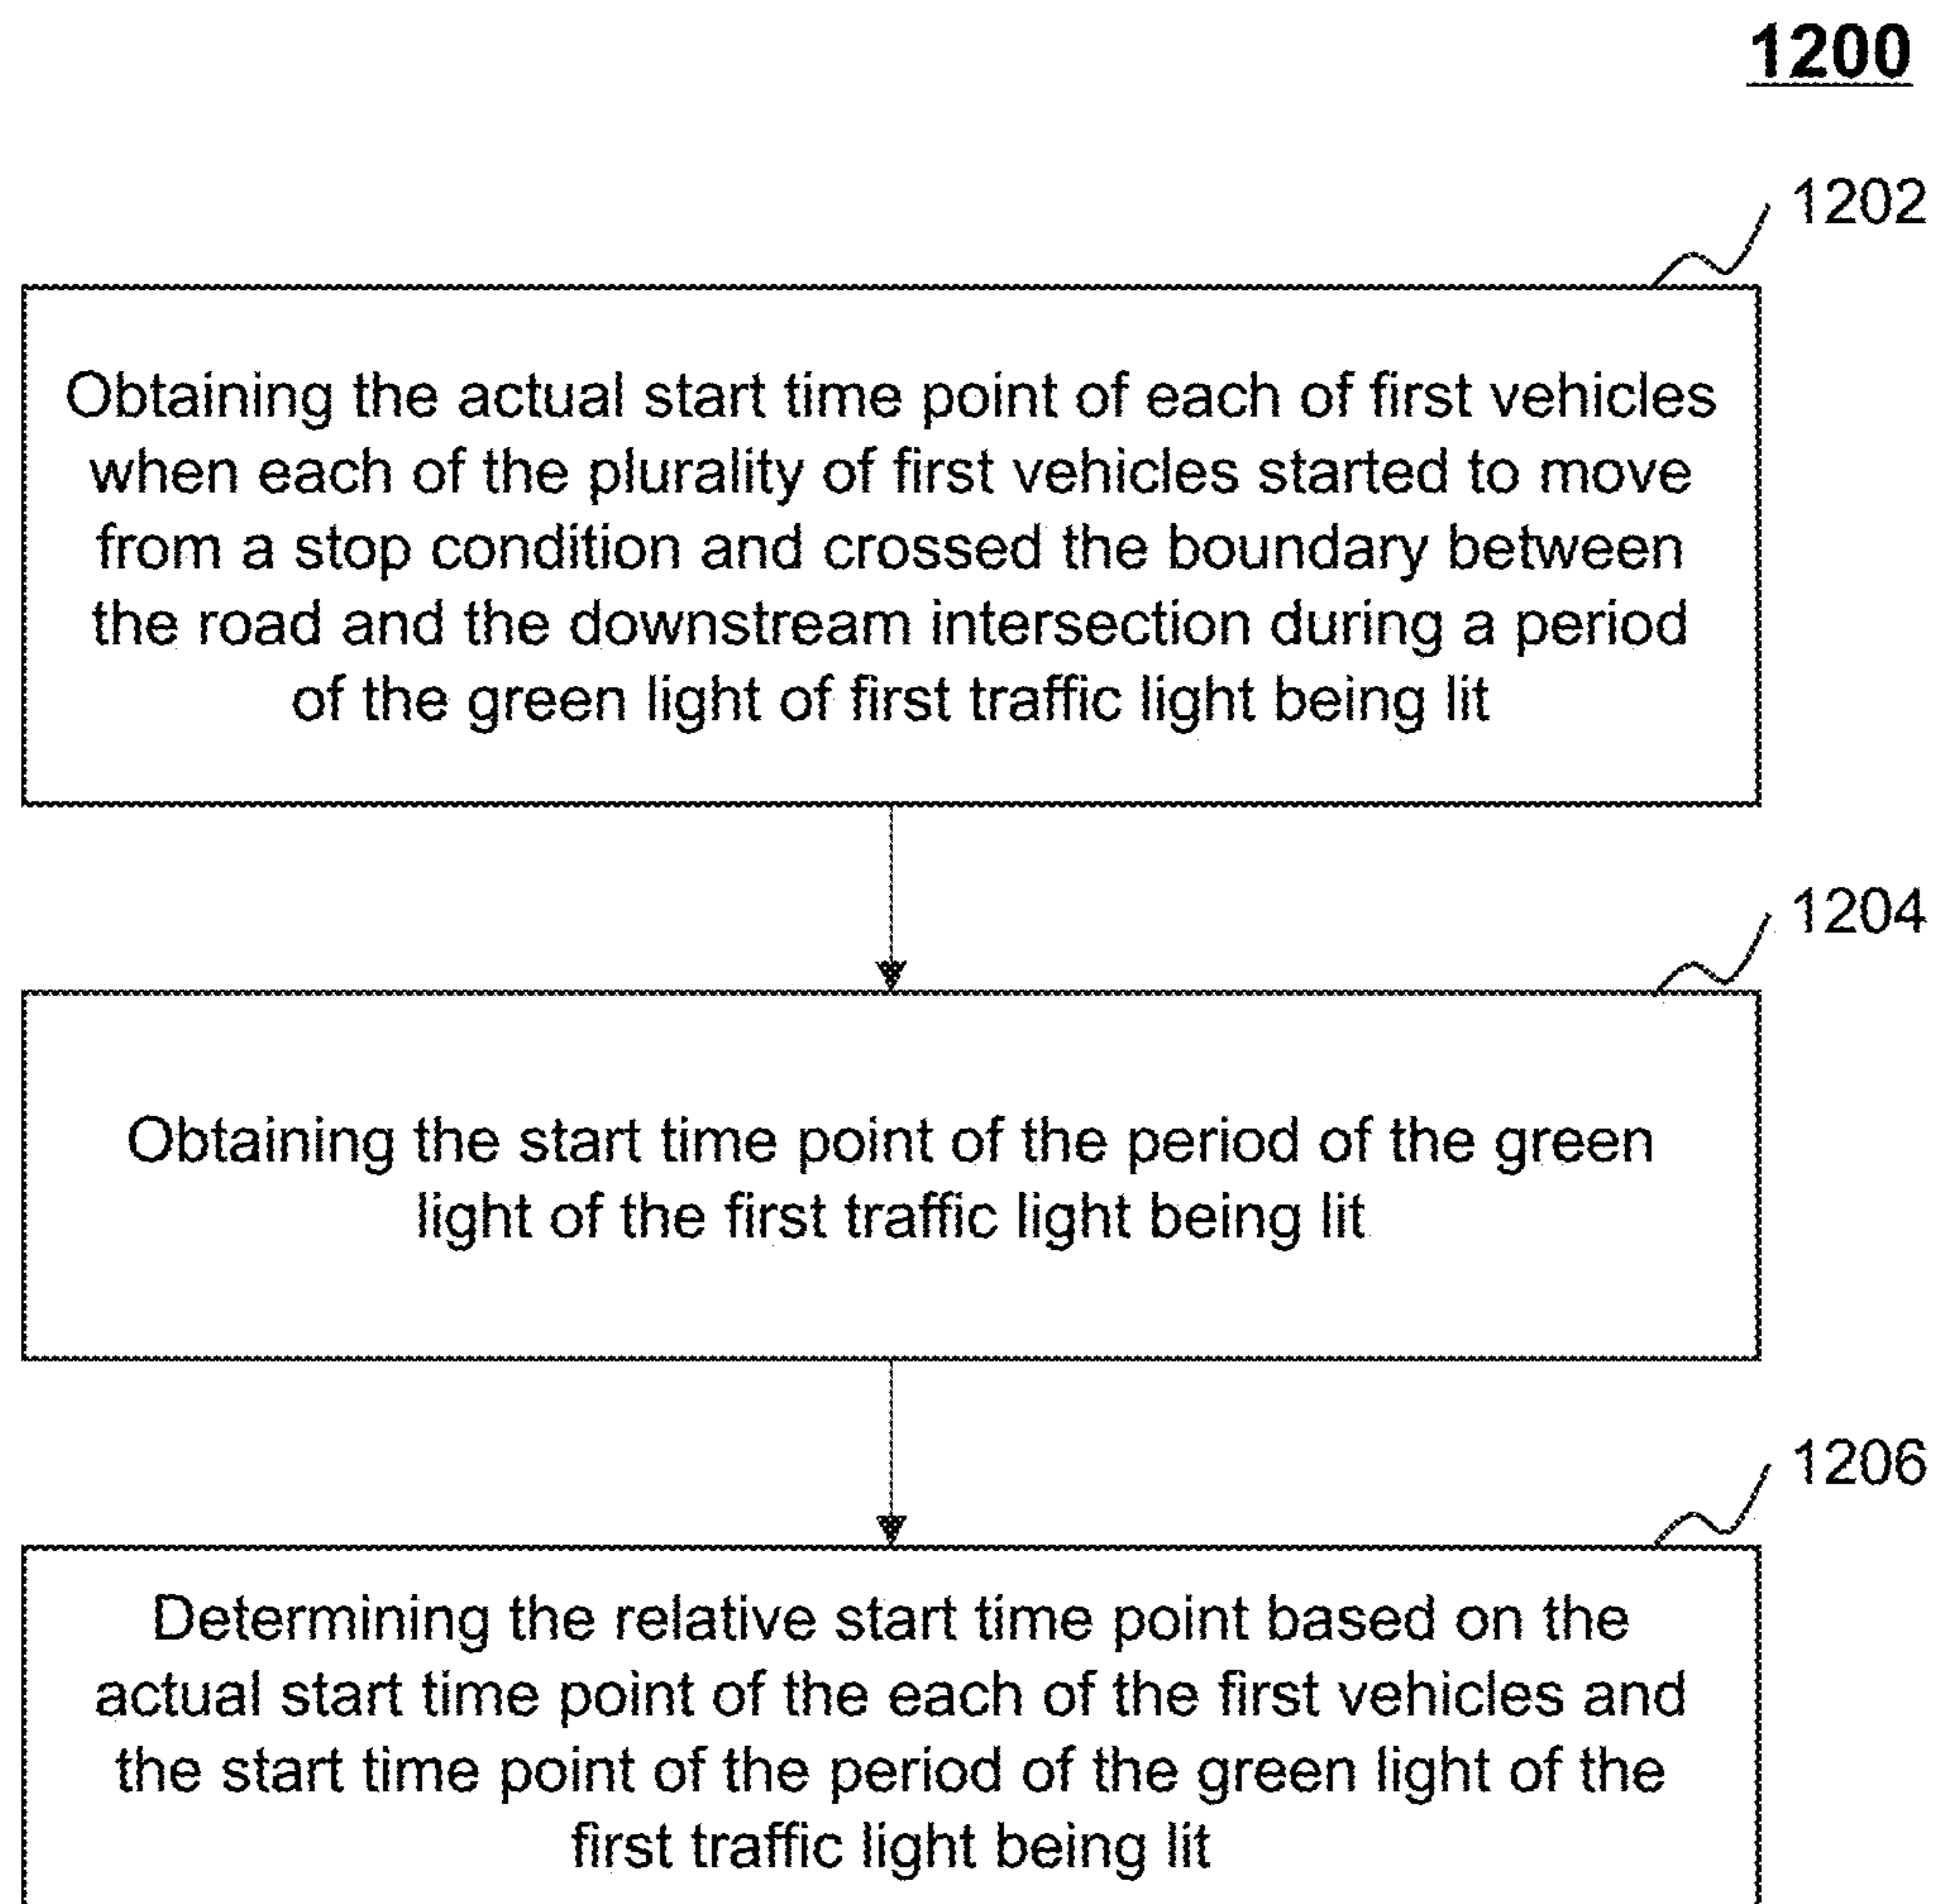 1200
1202
Obtaining the actual start time point of each of first vehicles
when each of the plurality of first vehicles started to move
from a stop condition and crossed the boundary between
the road and the downstream intersection during a period
of the green light of first traffic light being lit
1204
Obtaining the start time point of the period of the green
light of the first traffic light being lit
1206
Determining the relative start time point based on the
actual start time point of the each of the first vehicles and
the start time point of the period of the green light of the
first traffic light being lit